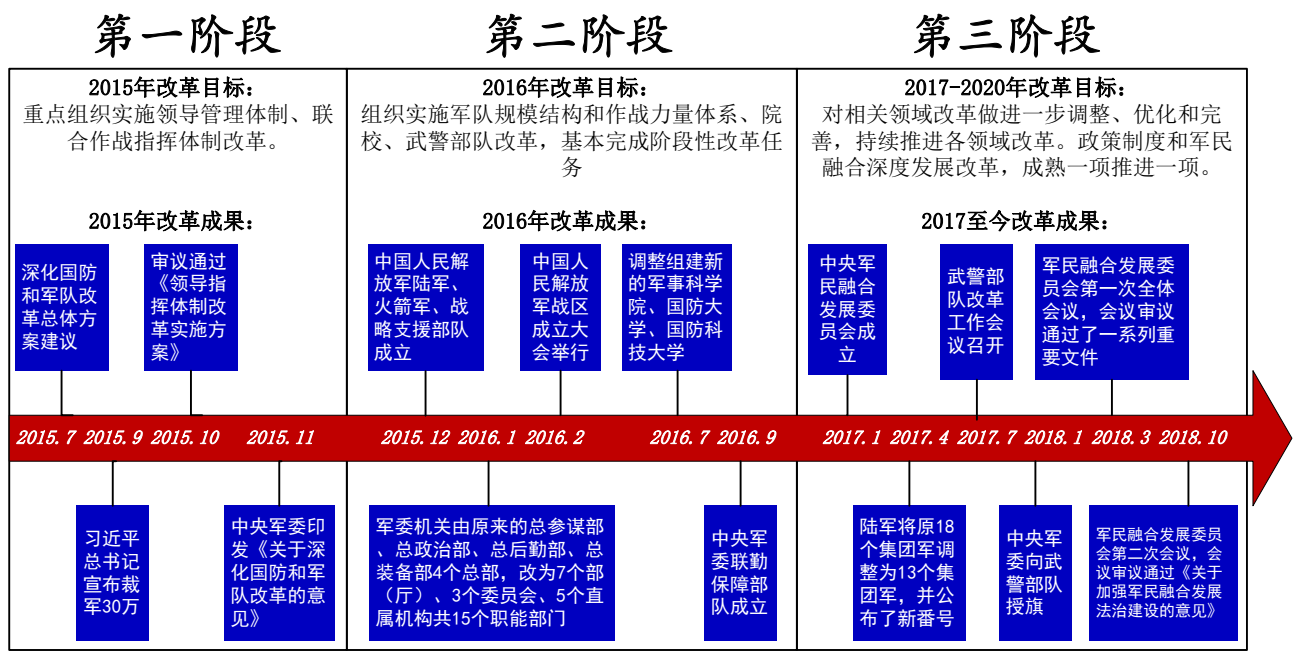 第一阶段
第二阶段
第三阶段
2015年改革目标：
重点组织实施领导管理体制、联
合作战指挥体制改革。
2015年改革成果：
2016年改革目标：
组织实施军队规模结构和作战力量体系、院
校、武警部队改革，基本完成阶段性改革任
务
2016年改革成果：
2017-2020年改革目标：
对相关领域改革做进一步调整、优化和完
善，持续推进各领域改革。政策制度和军民
融合深度发展改革，成熟一项推进一项。
2017至今改革成果：
深化国防
和军队改
革总体方
案建议
审议通过
《领导指
挥体制改
革实施方
案》
中国人民解
放军陆军、
火箭军、战
略支援部队
成立
中国人
民解放
军战区
成立大
会举行
调整组建新
的军事科学
院、国防大
学、国防科
技大学
中央军
民融合
发展委
员会成
立
武警部
队改革
工作会
议召开
军民融合发展委
员会第一次全体
会议，会议审议
通过了一系列重
要文件
2015.7 2015.9 2015.10 2015.11 2015.12 2016.1 2016.2 2016.7 2016.9 2017.1 2017.4 2017.7 2018.1 2018.3 2018.10
习近平
总书记
宣布裁
军30万
中央军委印
发《关于深
化国防和军
队改革的意
见》
军委机关由原来的总参谋部
、总政治部、总后勤部、总
装备部4个总部，改为7个部
（厅）、3个委员会、5个直
属机构共15个职能部门
中央军
委联勤
保障部
队成立
陆军将原18
个集团军调
整为13个集
团军，并公
布了新番号
中央军
委向武
警部队
授旗
军民融合发展委员
会第二次会议，会
议审议通过《关于
加强军民融合发展
法治建设的意见》